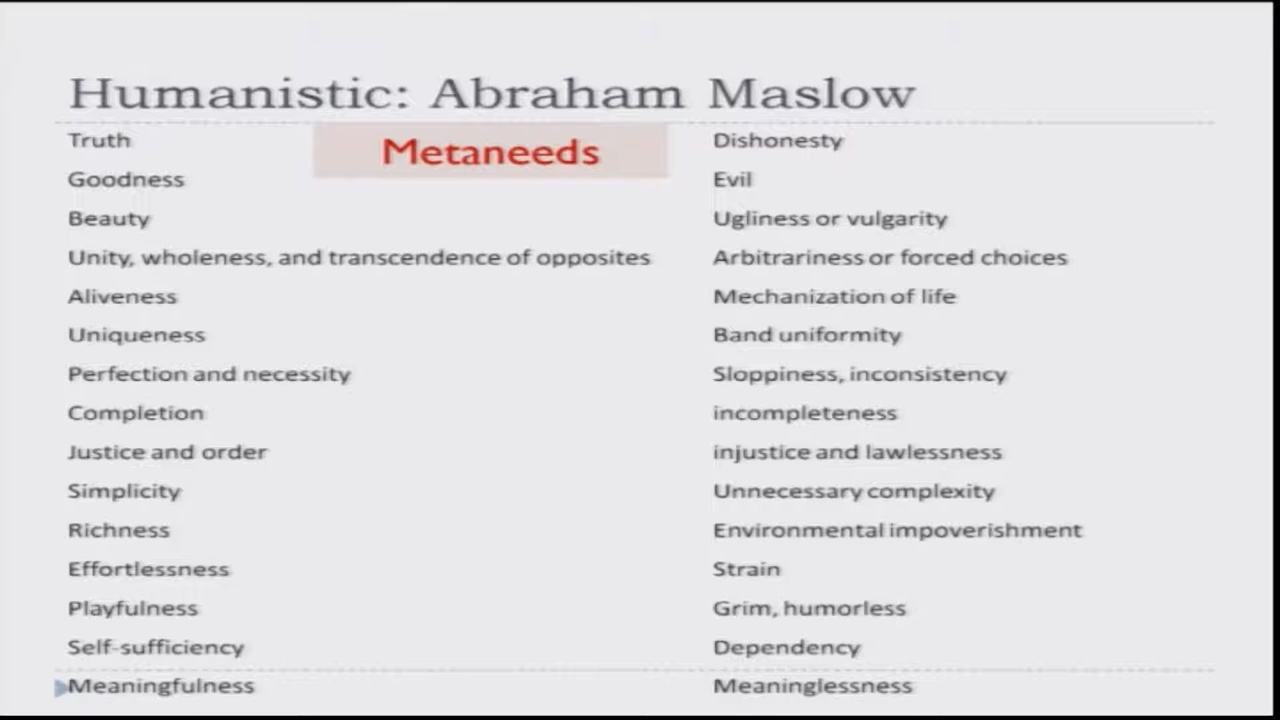 Humanistic: Abraham Maslow
Metaneeds
Truth Dishonesty
Goodness Evil
Beauty Ugliness or vulgarity
Unity, wholeness, and transcendence of opposites Arbitrariness or forced choices
Aliveness Mechanization of life
Uniqueness Band uniformity
Perfection and necessity Sloppiness, inconsistency
Completion incompleteness
Justice and order injustice and lawlessness
Simplicity Unnecessary complexity
Richness Environmental impoverishment
Effortlessness Strain
Playfulness Grim, humorless
Self-sufficiency Dependency
Meaningfulness Meaninglessness